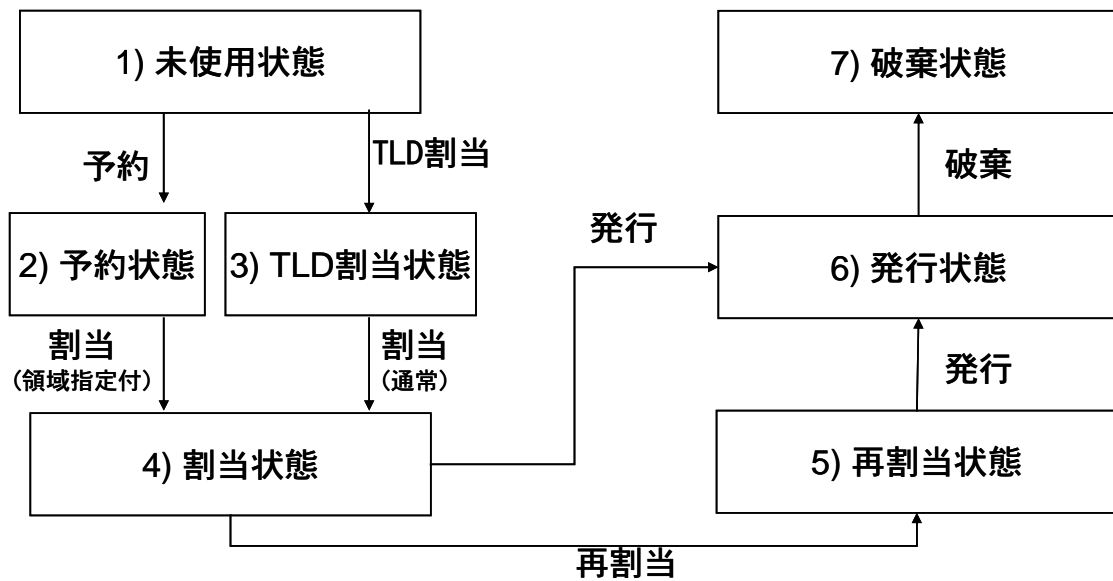 1) 未使用状態
7) 破棄状態
予約
TLD割当
破棄
2) 予約状態
3) TLD割当状態
発行
6) 発行状態
割当
(領域指定付)
割当
(通常)
発行
4) 割当状態
5) 再割当状態
再割当